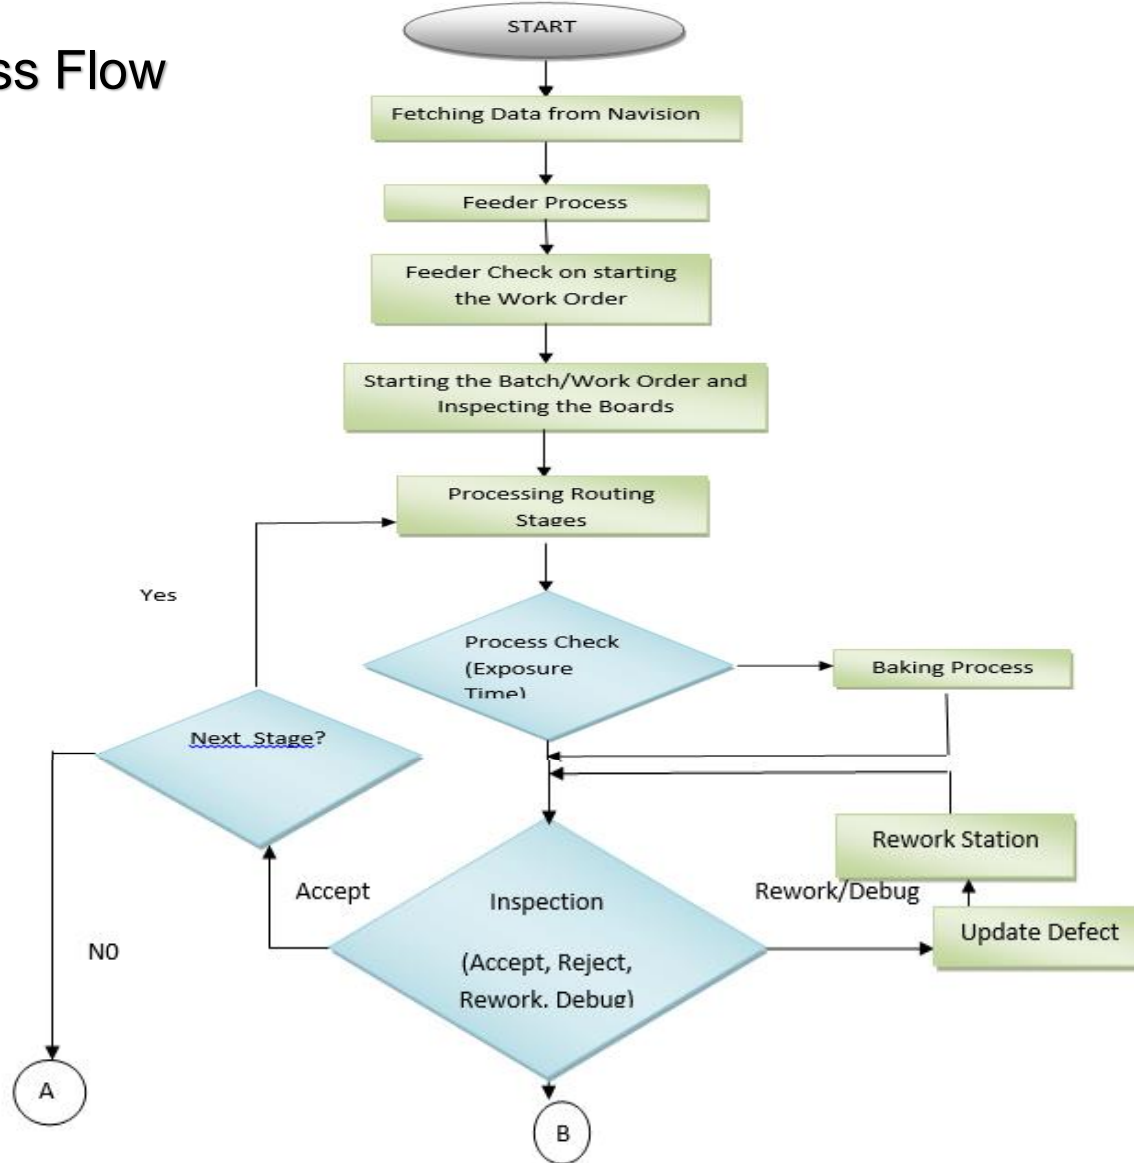 ss Flow
START
Fetching Data from Navision
Feeder Process
Feeder Check on starting
the Work Order
Starting the Batch/Work Order and
Inspecting the Boards
Processing Routing
Stages
Yes
Process Check
(Exposure
Time)
Baking Process
Next Stage?
Rework Station
Accept
Rework/Debug
Inspection
Update Defect
N0
(Accept, Reject,
Rework, Debug)
A
B